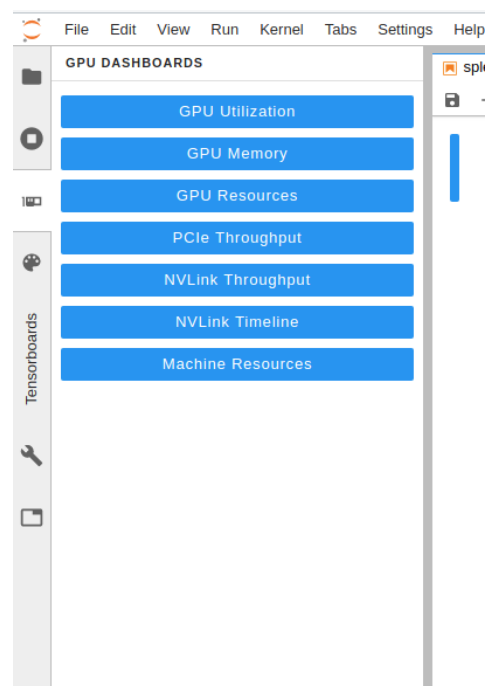 File Edit View Run Kernel Tabs Settings Help
GPU DASHBOARDS
GPU Utilization
GPU Memory
GPU Resources
PCIe Throughput
NVLink Throughput
NVLink Timeline
Machine Resources
Tensorboards